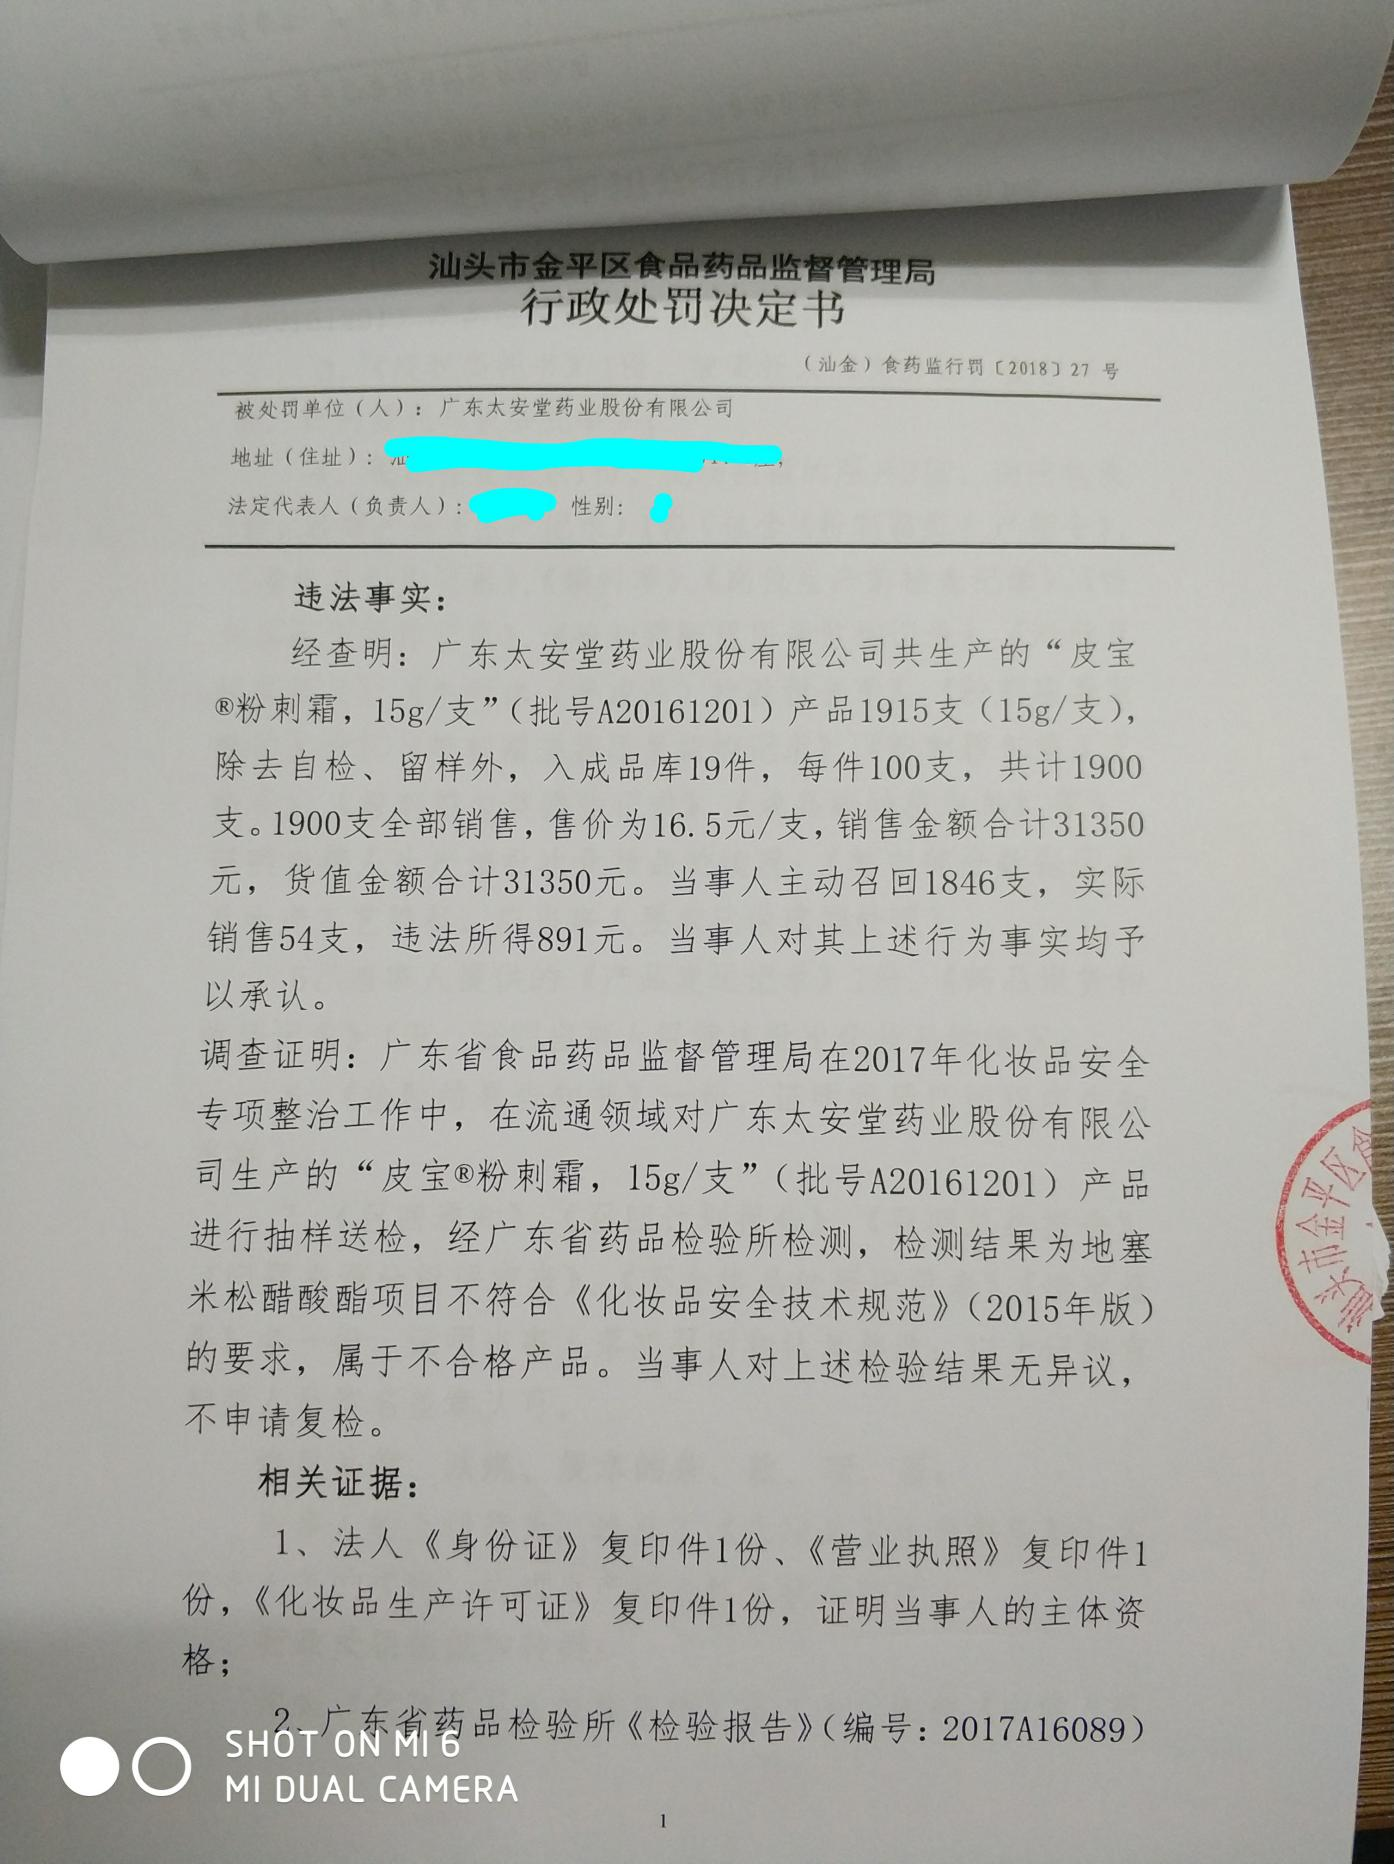 汕头市金平区食品药品监督管理局
行政处罚决定书
（汕金）食药监行罚〔2018〕27 号
被处罚单位（人）：广东太安堂药业股份有限公司
地址（住址）：
法定代表人（负责人）： 性别：
违法事实：
经查明：广东太安堂药业股份有限公司共生产的“皮宝
®粉刺霜，15g/支”（批号A20161201）产品1915支（15g/支），
除去自检、留样外，入成品库19件，每件100支，共计1900
支。1900支全部销售，售价为16.5元/支，销售金额合计31350
元，货值金额合计31350元。当事人主动召回1846支，实际
销售54支，违法所得891元。当事人对其上述行为事实均予
以承认。
调查证明：广东省食品药品监督管理局在2017年化妆品安全
专项整治工作中，在流通领域对广东太安堂药业股份有限公
司生产的“皮宝®粉刺霜，15g/支”（批号A20161201）产品
进行抽样送检，经广东省药品检验所检测，检测结果为地塞
米松醋酸酯项目不符合《化妆品安全技术规范》（2015年版）
的要求，属于不合格产品。当事人对上述检验结果无异议，
不申请复检。
相关证据：
1、法人《身份证》复印件1份、《营业执照》复印件1
份，《化妆品生产许可证》复印件1份，证明当事人的主体资
格；
2、广东省药品检验所《检验报告》（编号：2017A16089）
汕头市金平区食
SHOT ON MI 6
MI DUAL CAMERA
1